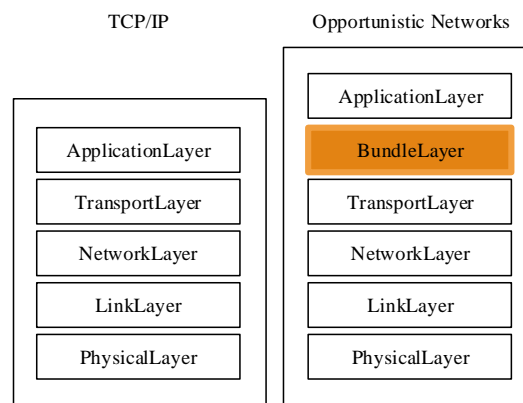 TCP/IP
ApplicationLayer
TransportLayer
NetworkLayer
LinkLayer
PhysicalLayer
Opportunistic Networks
ApplicationLayer
BundleLayer
TransportLayer
NetworkLayer
LinkLayer
PhysicalLayer